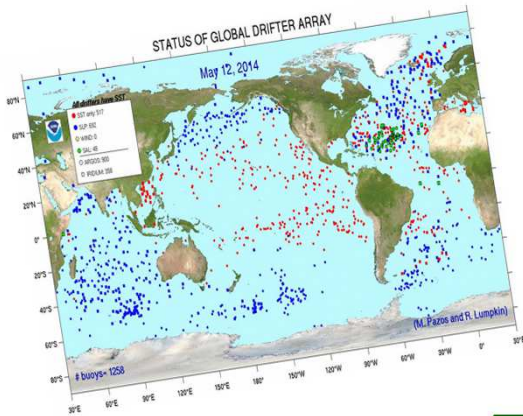 STATUS OF GLOBAL DRIFTER ARRAY
May 12, 2014
All drifters have SST
SST only: 517
SLP: 692
WIND: 0
SAL: 48
ARGOS: 900
IRIDIUM: 358
80°N
60°N
40°N
20°N
0°
20°S
40°S
60°S
80°S
# buoys= 1258
(M. Pazos and R. Lumpkin)
30°E 60°E 90°E 120°E 150°E 180° 150°W 120°W 90°W 60°W 30°W 0° 30°E